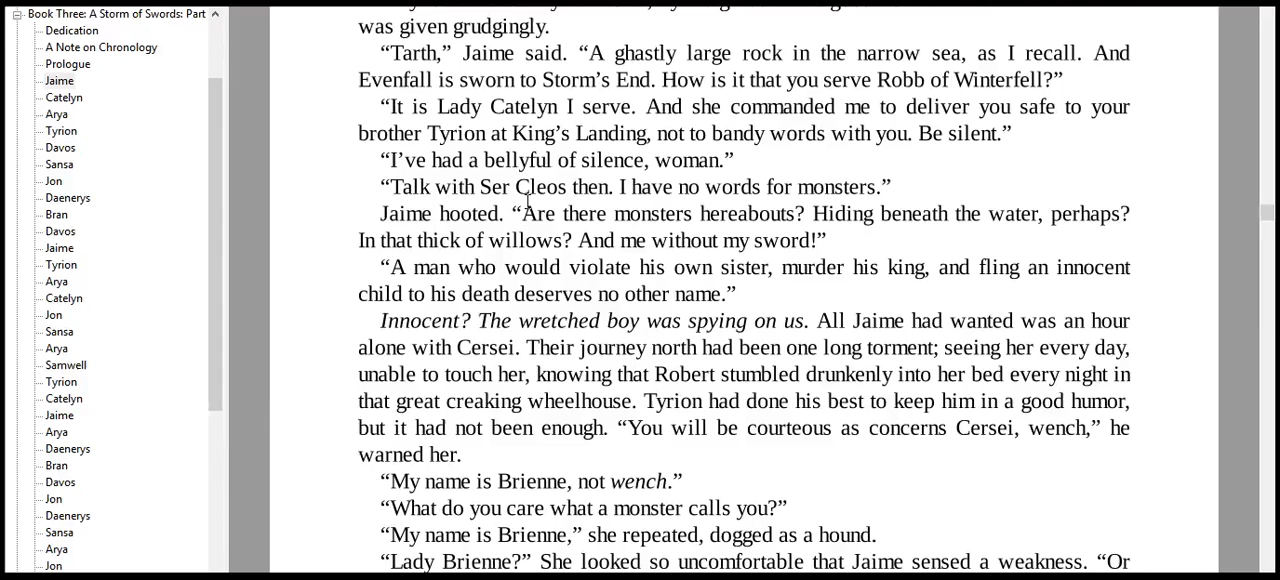 Book Three: A Storm of Swords: Part
Dedication
A Note on Chronology
Prologue
Jaime
Catelyn
Arya
Tyrion
Davos
Sansa
Jon
Daenerys
Bran
Davos
Jaime
Tyrion
Arya
Catelyn
Jon
Sansa
Arya
Samwell
Tyrion
Catelyn
Jaime
Arya
Daenerys
Bran
Davos
Jon
Daenerys
Sansa
Arya
Jon
was given grudgingly.
“Tarth,” Jaime said. “A ghastly large rock in the narrow sea, as I recall. And
Evenfall is sworn to Storm’s End. How is it that you serve Robb of Winterfell?”
“It is Lady Catelyn I serve. And she commanded me to deliver you safe to your
brother Tyrion at King’s Landing, not to bandy words with you. Be silent.”
“I’ve had a bellyful of silence, woman.”
“Talk with Ser Cleos then. I have no words for monsters.”
Jaime hooted. “Are there monsters hereabouts? Hiding beneath the water, perhaps?
In that thick of willows? And me without my sword!”
“A man who would violate his own sister, murder his king, and fling an innocent
child to his death deserves no other name.”
Innocent? The wretched boy was spying on us. All Jaime had wanted was an hour
alone with Cersei. Their journey north had been one long torment; seeing her every day,
unable to touch her, knowing that Robert stumbled drunkenly into her bed every night in
that great creaking wheelhouse. Tyrion had done his best to keep him in a good humor,
but it had not been enough. “You will be courteous as concerns Cersei, wench,” he
warned her.
“My name is Brienne, not wench.”
“What do you care what a monster calls you?”
“My name is Brienne,” she repeated, dogged as a hound.
“Lady Brienne?” She looked so uncomfortable that Jaime sensed a weakness. “Or